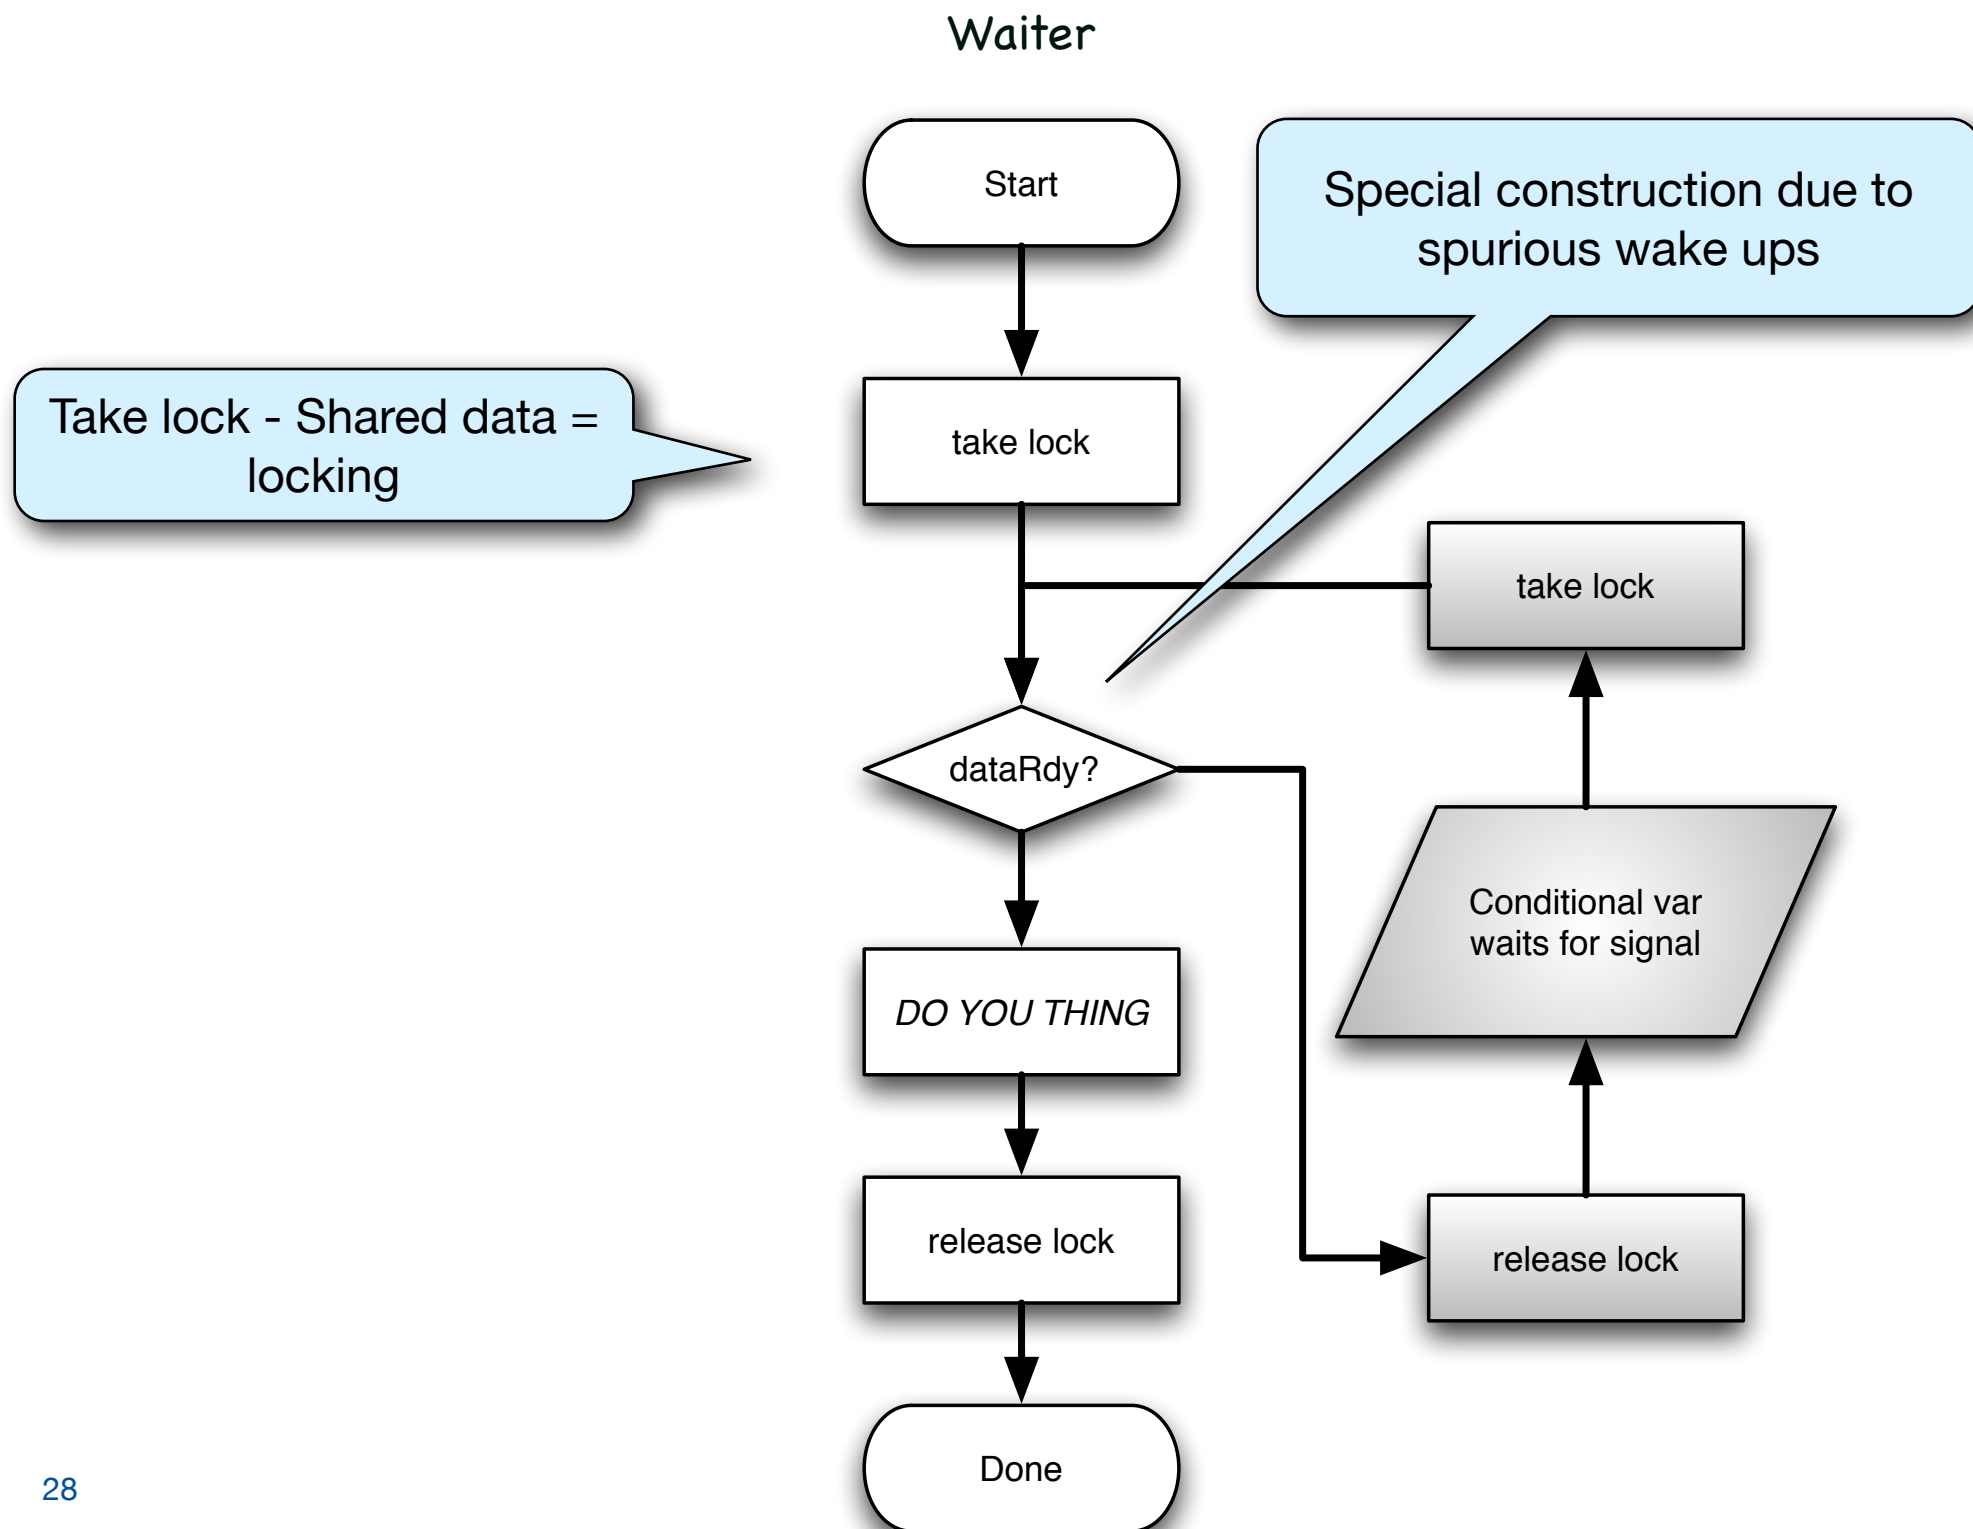 Waiter
Start
Special construction due to
spurious wake ups
Take lock - Shared data =
locking
take lock
take lock
dataRdy?
Conditional var
waits for signal
DO YOU THING
release lock
release lock
Done
28